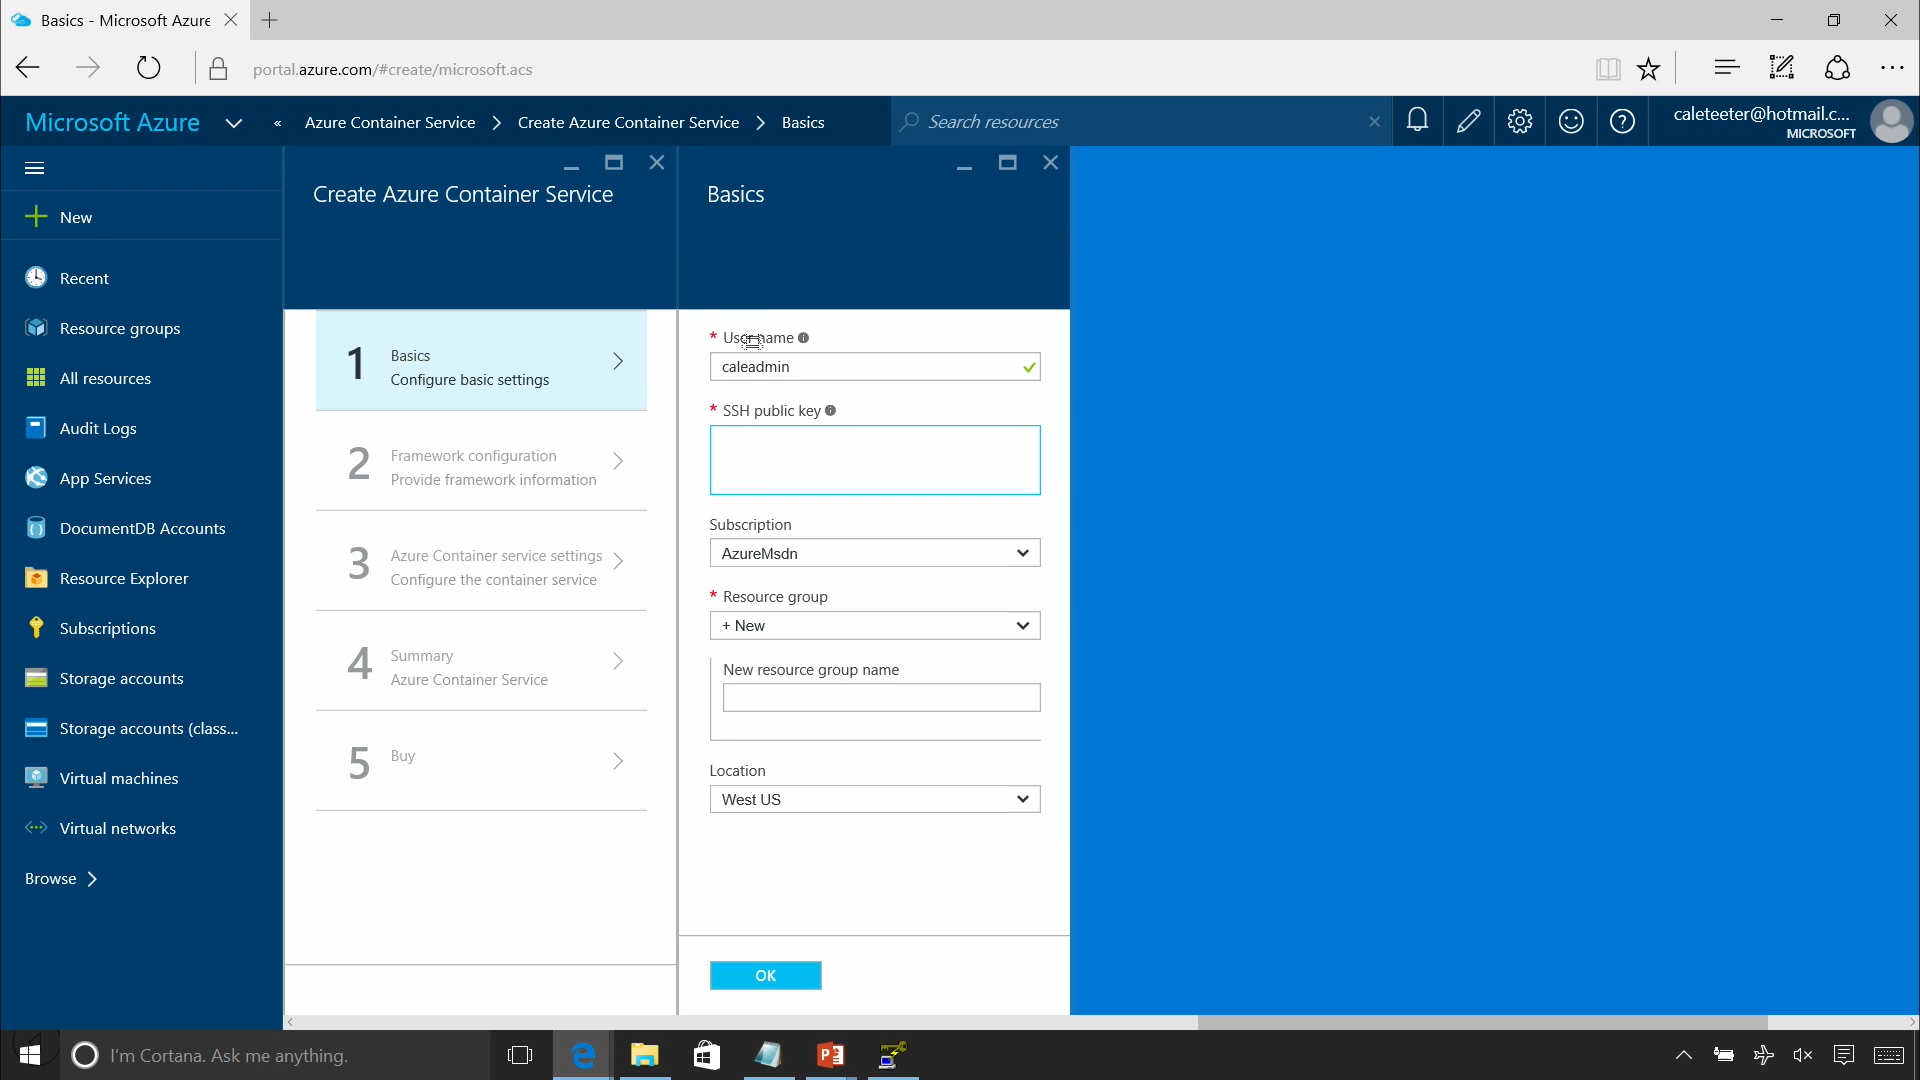 Basics - Microsoft Azure
portal.azure.com/#create/microsoft.acs
Microsoft Azure
« Azure Container Service > Create Azure Container Service > Basics
Search resources
caleteeter@hotmail.c...
MICROSOFT
New
Recent
Resource groups
All resources
Audit Logs
App Services
DocumentDB Accounts
Resource Explorer
Subscriptions
Storage accounts
Storage accounts (class...
Virtual machines
Virtual networks
Browse >
Create Azure Container Service
1 Basics
Configure basic settings
2 Framework configuration
Provide framework information
3 Azure Container service settings
Configure the container service
4 Summary
Azure Container Service
5 Buy
Basics
* Username
caleadmin
* SSH public key
Subscription
AzureMsdn
* Resource group
+ New
New resource group name
Location
West US
OK
I'm Cortana. Ask me anything.